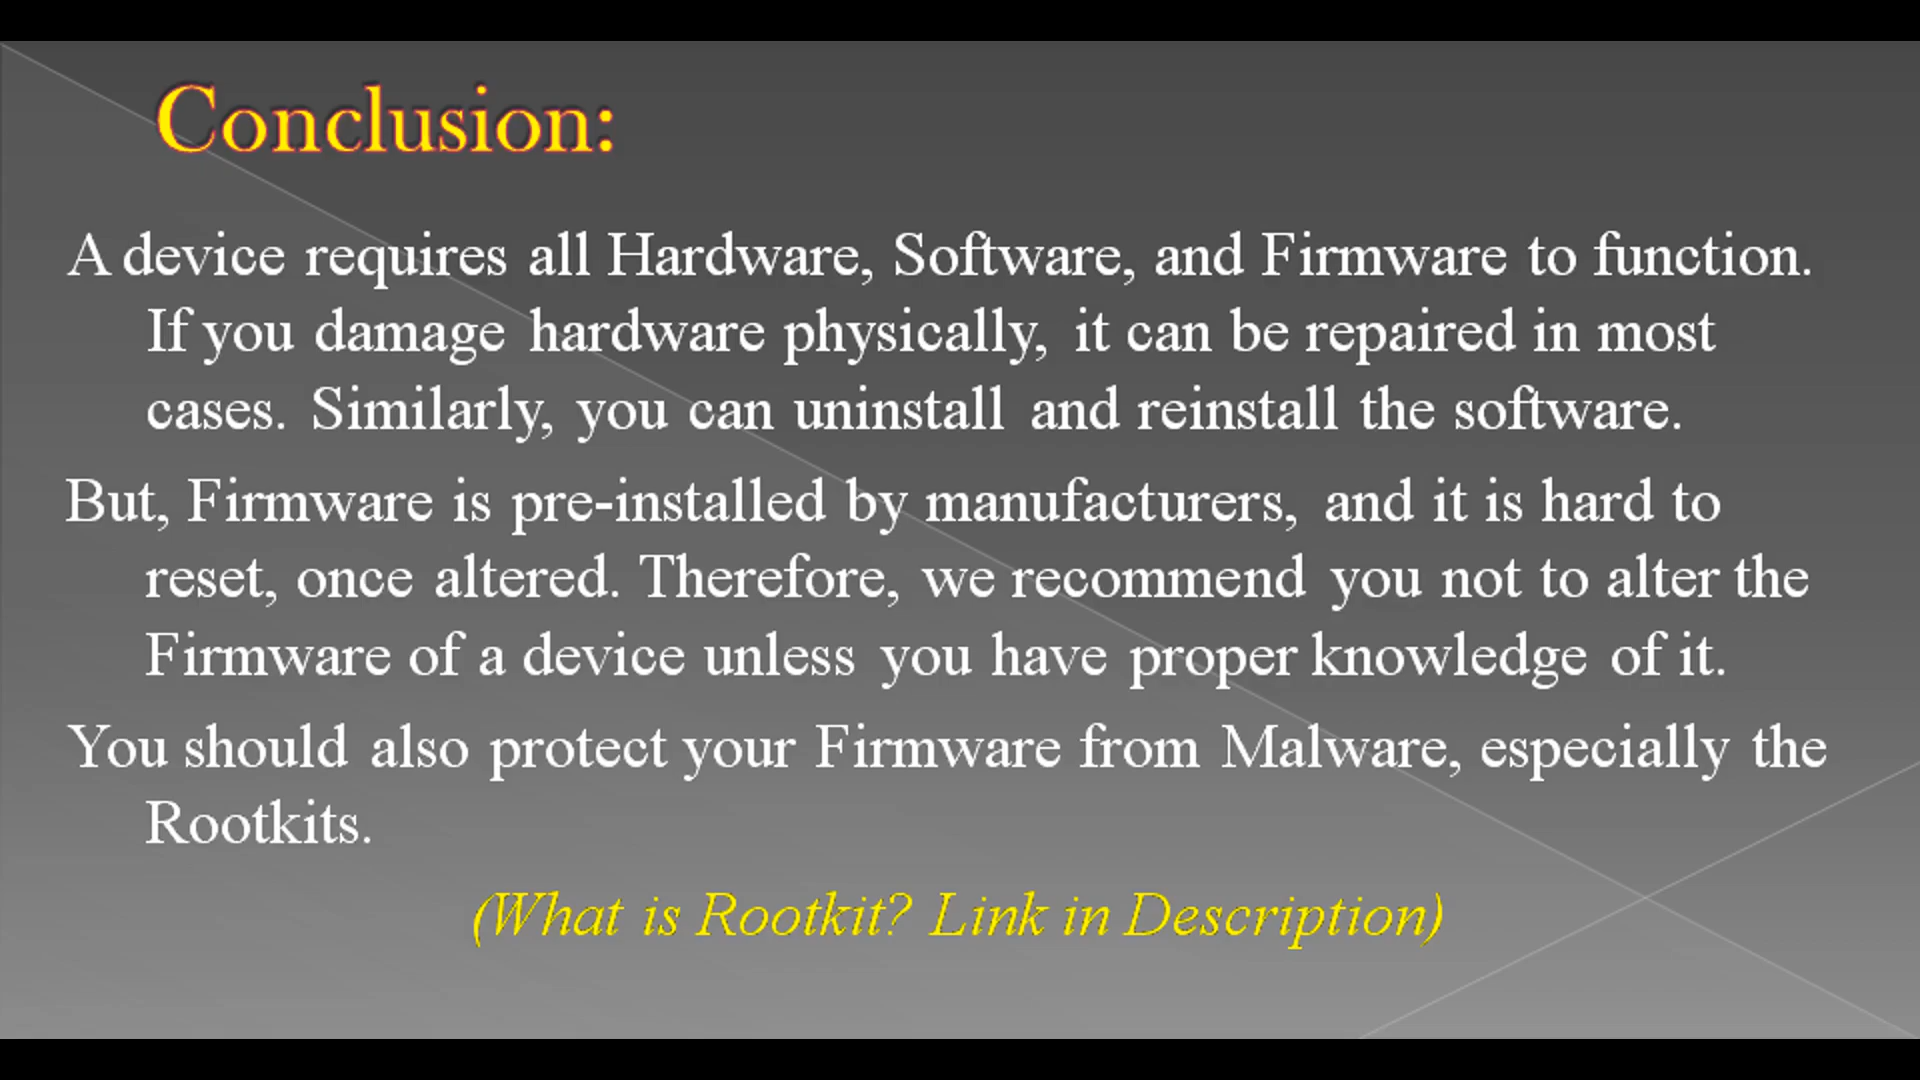 Conclusion:
A device requires all Hardware, Software, and Firmware to function.
If you damage hardware physically, it can be repaired in most
cases. Similarly, you can uninstall and reinstall the software.
But, Firmware is pre-installed by manufacturers, and it is hard to
reset, once altered. Therefore, we recommend you not to alter the
Firmware of a device unless you have proper knowledge of it.
You should also protect your Firmware from Malware, especially the
Rootkits.
(What is Rootkit? Link in Description)